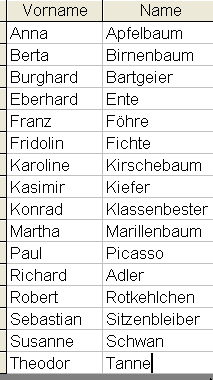 Vorname Name
Anna Apfelbaum
Berta Birnenbaum
Burghard Bartgeier
Eberhard Ente
Franz Föhre
Fridolin Fichte
Karoline Kirschebaum
Kasimir Kiefer
Konrad Klassenbester
Martha Marillenbaum
Paul Picasso
Richard Adler
Robert Rotkehlchen
Sebastian Sitzenbleiber
Susanne Schwan
Theodor Tanne